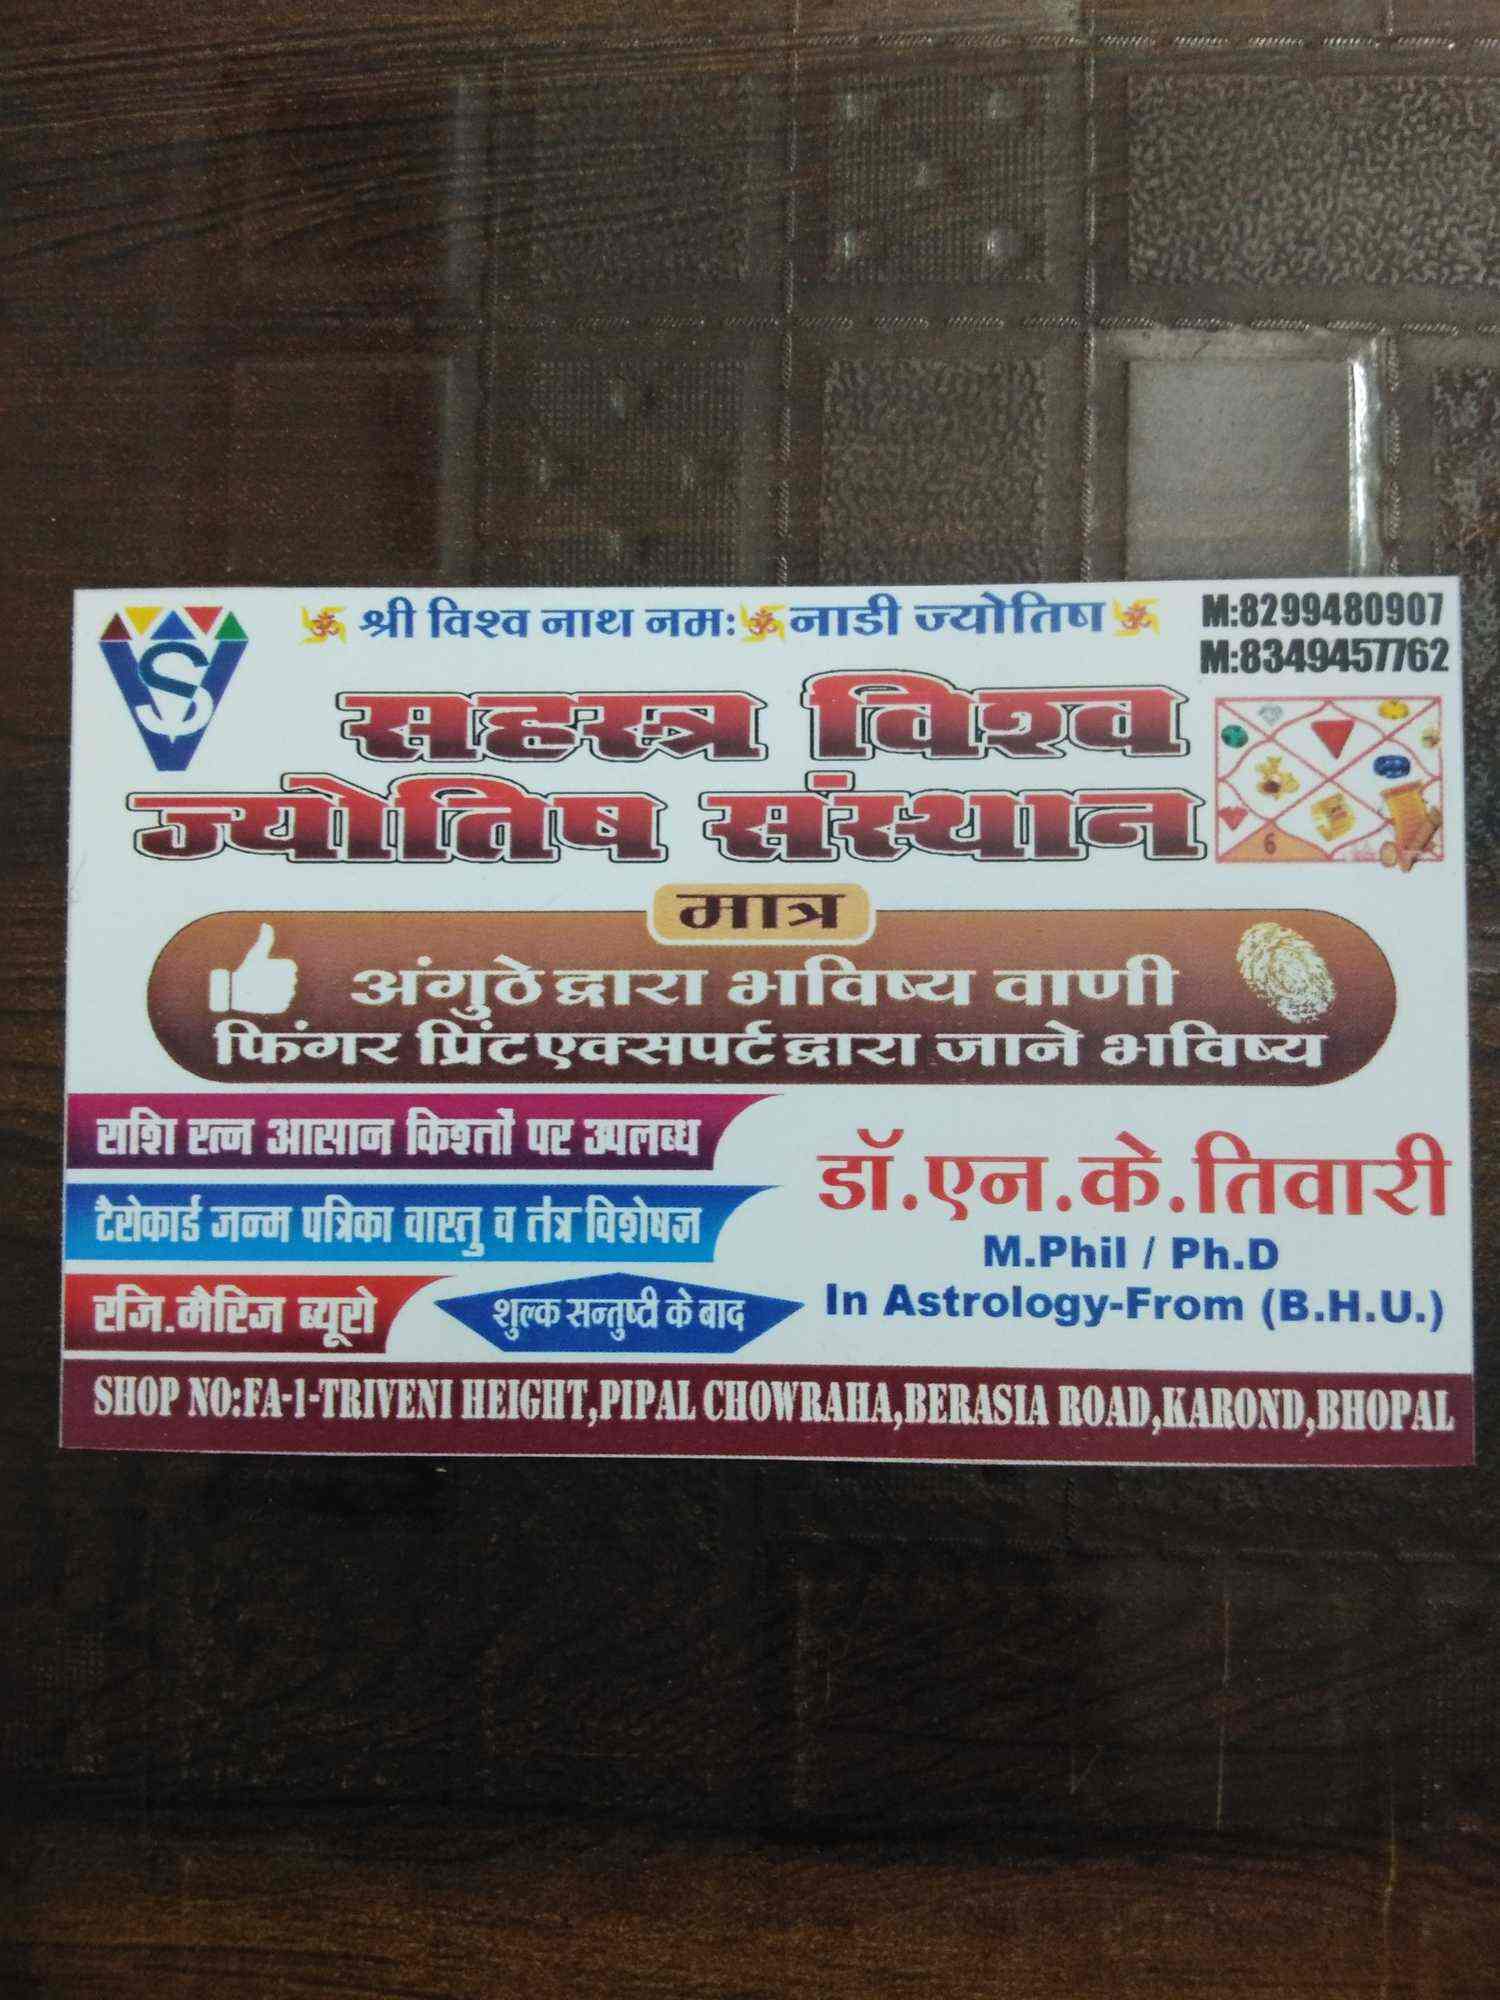 श्री विश्व नाथ नमः नाडी ज्योतिष
M:8299480907
M:8349457762
सहस्त्र विश्व
ज्योतिष संस्थान
6
मात्र
अंगुठे द्वारा भविष्य वाणी
फिंगर प्रिंट एक्सपर्ट द्वारा जाने भविष्य
राशि रत्न आसान किश्तों पर उपलब्ध
टैरोकार्ड जन्म पत्रिका वास्तु व तंत्र विशेषज्ञ
रजि.मैरिज ब्यूरो
शुल्क सन्तुष्टी के बाद
डॉ.एन.के.तिवारी
M.Phil / Ph.D
In Astrology-From (B.H.U.)
SHOP NO:FA-1-TRIVENI HEIGHT,PIPAL CHOWRAHA,BERASIA ROAD,KAROND,BHOPAL